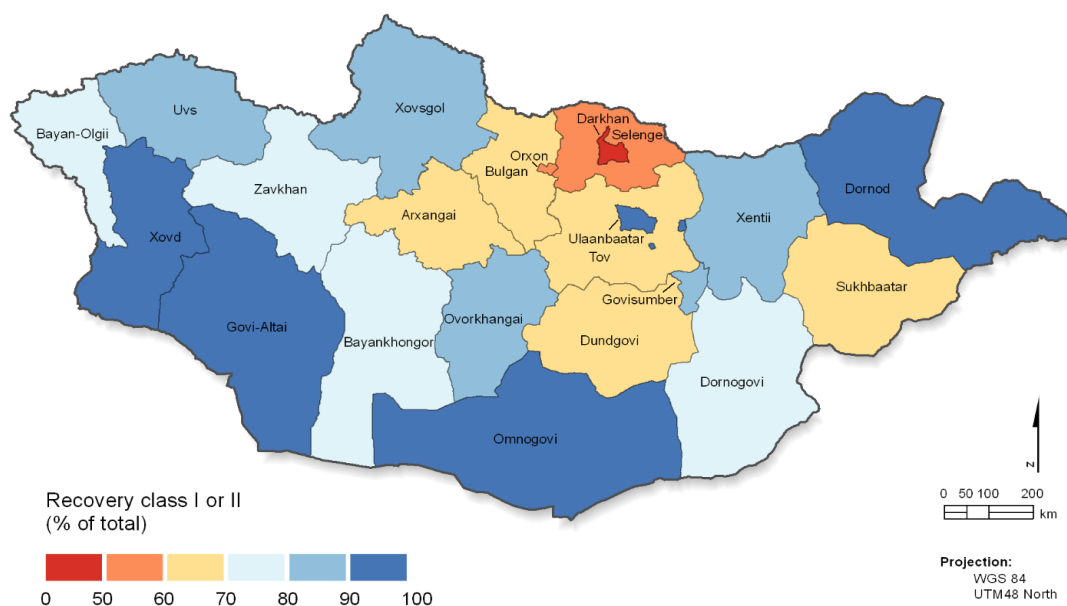 Uvs
Xovsgol
Bayan-Olgii
Darkhan
Selenge
Orxon
Bulgan
Zavkhan
Dornod
Arxangai
Xentii
Xovd
Ulaanbaatar
Tov
Govisumber
Sukhbaatar
Govi-Altai
Ovorkhangai
Bayankhongor
Dundgovi
Dornogovi
Omnogovi
N
Recovery class I or II
(% of total)
0 50 60 70 80 90 100
0 50 100 200
km
Projection:
WGS 84
UTM48 North